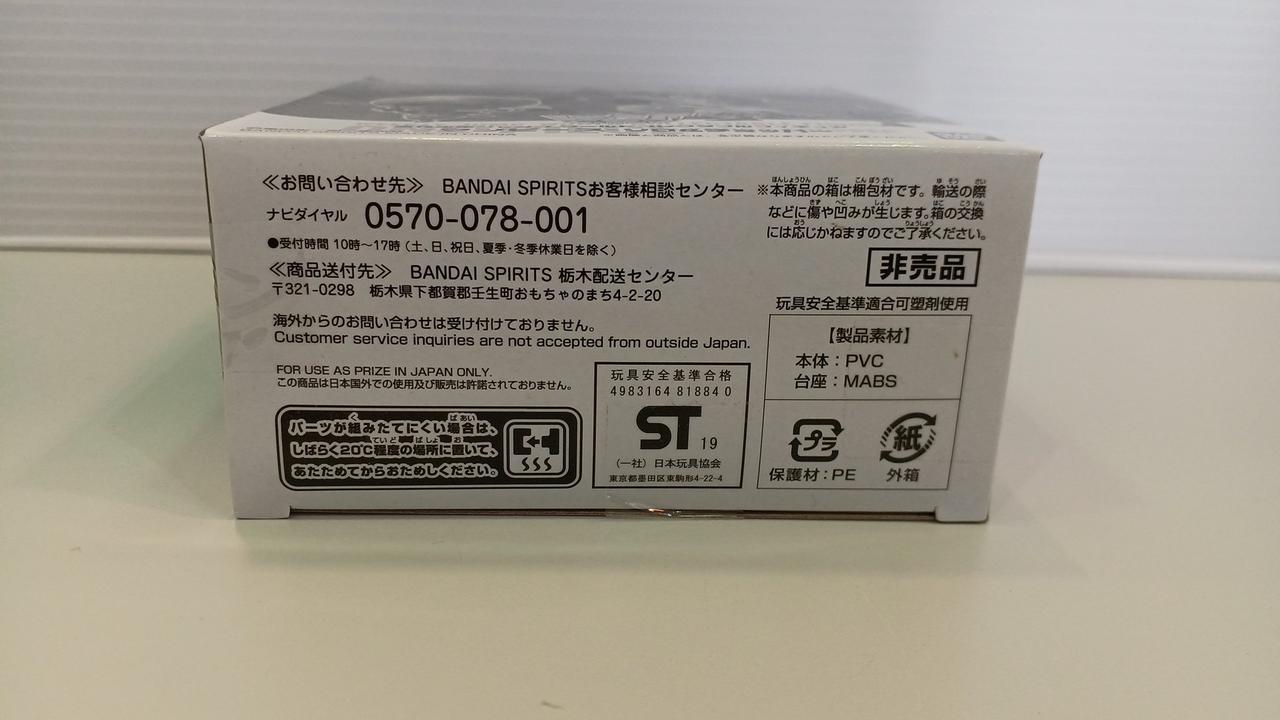 ≪お問い合わせ先≫ BANDAI SPIRITSお客様相談センター
ナビダイヤル 0570-078-001
●受付時間 10時～17時（土、日、祝日、夏季・冬季休業日を除く）
≪商品送付先≫ BANDAI SPIRITS 栃木配送センター
〒321-0298 栃木県下都賀郡壬生町おもちゃのまち4-2-20
海外からのお問い合わせは受け付けておりません。
Customer service inquiries are not accepted from outside Japan.
FOR USE AS PRIZE IN JAPAN ONLY.
この商品は日本国外での使用及び販売は許諾されておりません。
パーツが組みたてにくい場合は、
しばらく20℃程度の場所に置いて、
あたためてからおためしください。
玩具安全基準合格
4983164 81884 0
ST 19
（一社）日本玩具協会
東京都墨田区東駒形4-22-4
※本商品の箱は梱包材です。輸送の際
などに傷や凹みが生じます。箱の交換
には応じかねますのでご了承ください。
非売品
玩具安全基準適合可塑剤使用
【製品素材】
本体：PVC
台座：MABS
プラ
保護材：PE
紙
外箱